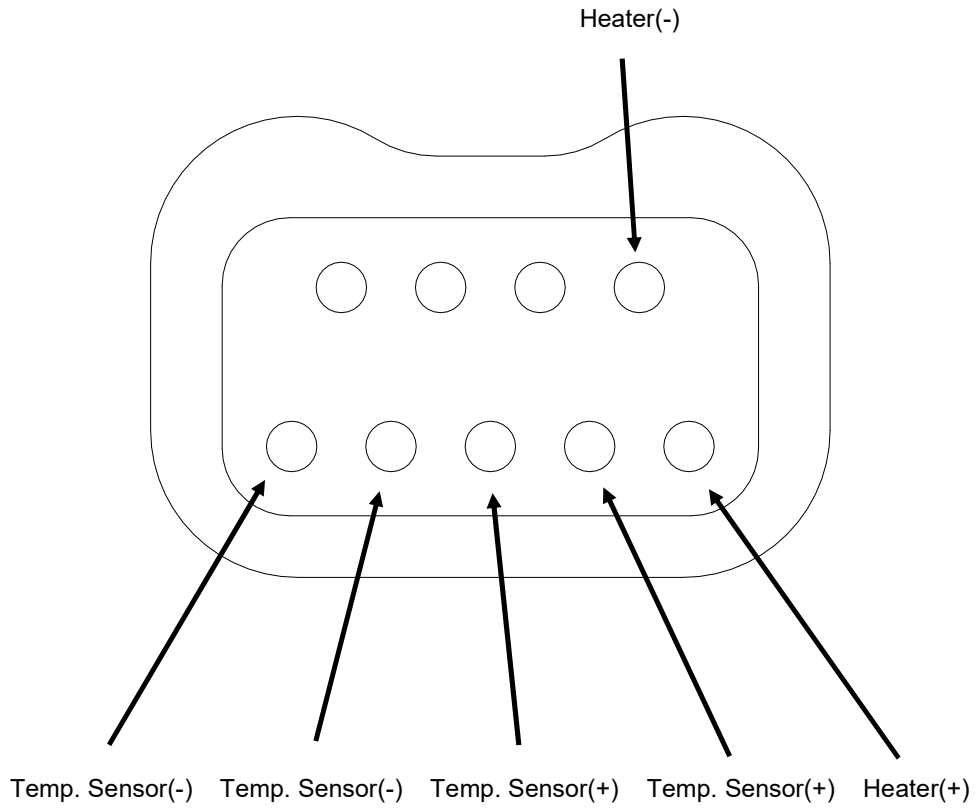 Heater(-)
Temp. Sensor(-) Temp. Sensor(-) Temp. Sensor(+) Temp. Sensor(+) Heater(+)